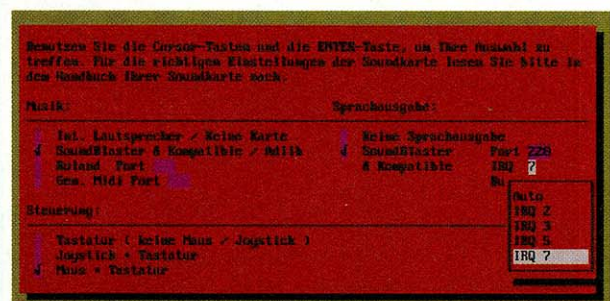 Benutzen Sie die Cursor-Tasten und die ENTER-Taste, um Ihre Auswahl zu
treffen. Für die richtigen Einstellungen der Soundkarte lesen Sie bitte in
dem Handbuch Ihrer Soundkarte nach.
Musik:
Sprachausgabe:
Int. Lautsprecher / Keine Karte
Keine Sprachausgabe
SoundBlaster & Kompatible / Adlib
SoundBlaster Port 220
Roland Port
& Kompatible IRQ 7
Gen. Midi Port
Auto
IRQ 2
IRQ 3
IRQ 5
IRQ 7
Steuerung:
Tastatur ( keine Maus / Joystick )
Joystick + Tastatur
Maus + Tastatur